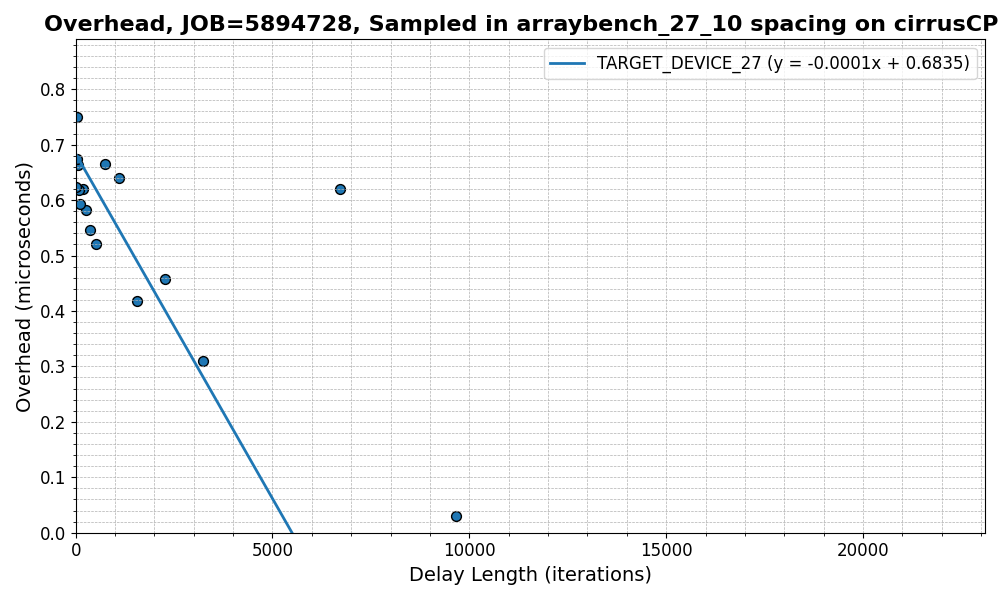 Overhead, JOB=5894728, Sampled in arraybench_27_10 spacing on cirrusCP
TARGET_DEVICE_27 (y = -0.0001x + 0.6835)
Overhead (microseconds)
0.8
0.7
0.6
0.5
0.4
0.3
0.2
0.1
0.0
0 5000 10000 15000 20000
Delay Length (iterations)